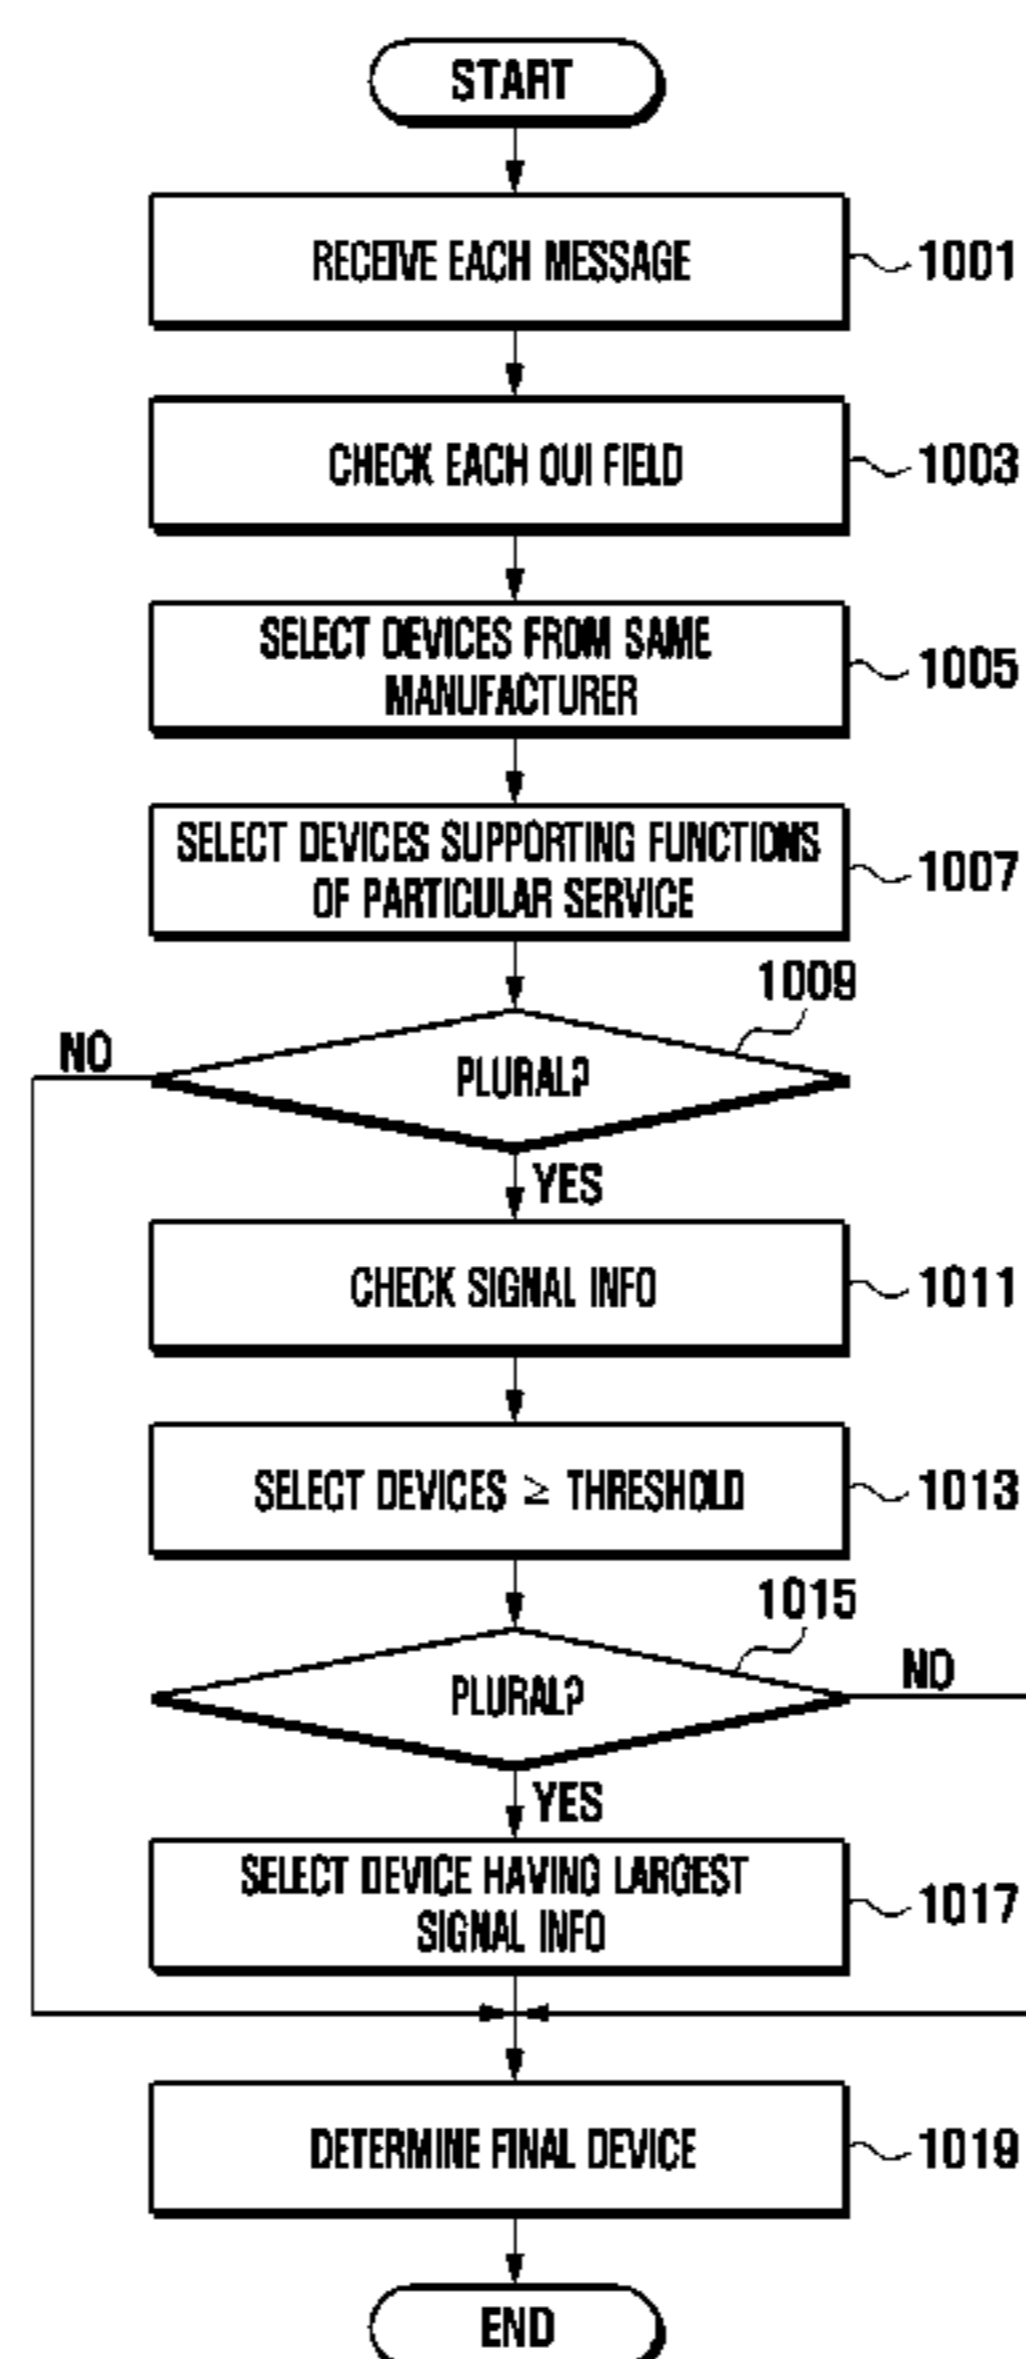 START
RECEIVE EACH MESSAGE
1001
CHECK EACH OUI FIELD
1003
SELECT DEVICES FROM SAME
MANUFACTURER
1005
SELECT DEVICES SUPPORTING FUNCTIONS
OF PARTICULAR SERVICE
1007
1009
NO
PLURAL?
YES
CHECK SIGNAL INFO
1011
SELECT DEVICES ≥ THRESHOLD
1013
1015
PLURAL?
NO
YES
SELECT DEVICE HAVING LARGEST
SIGNAL INFO
1017
DETERMINE FINAL DEVICE
1019
END